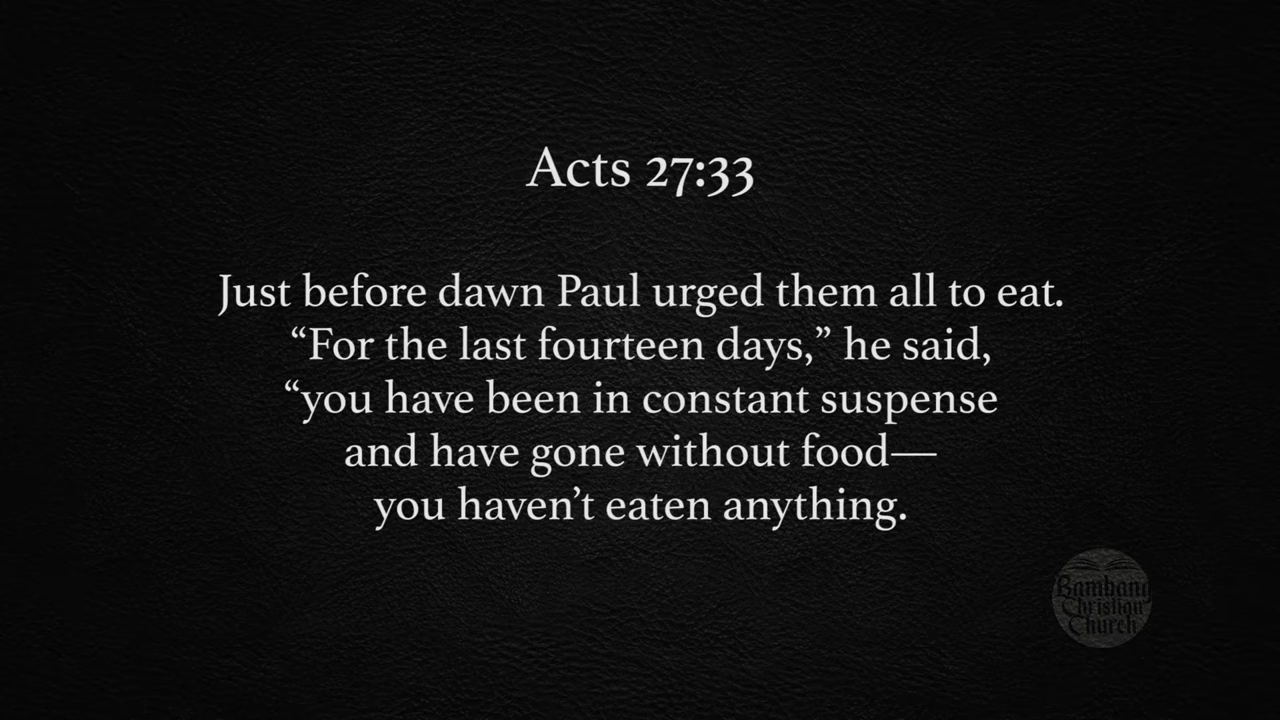 Acts 27:33
Just before dawn Paul urged them all to eat.
“For the last fourteen days,” he said,
“you have been in constant suspense
and have gone without food—
you haven’t eaten anything.
Bambang
Christian
Church